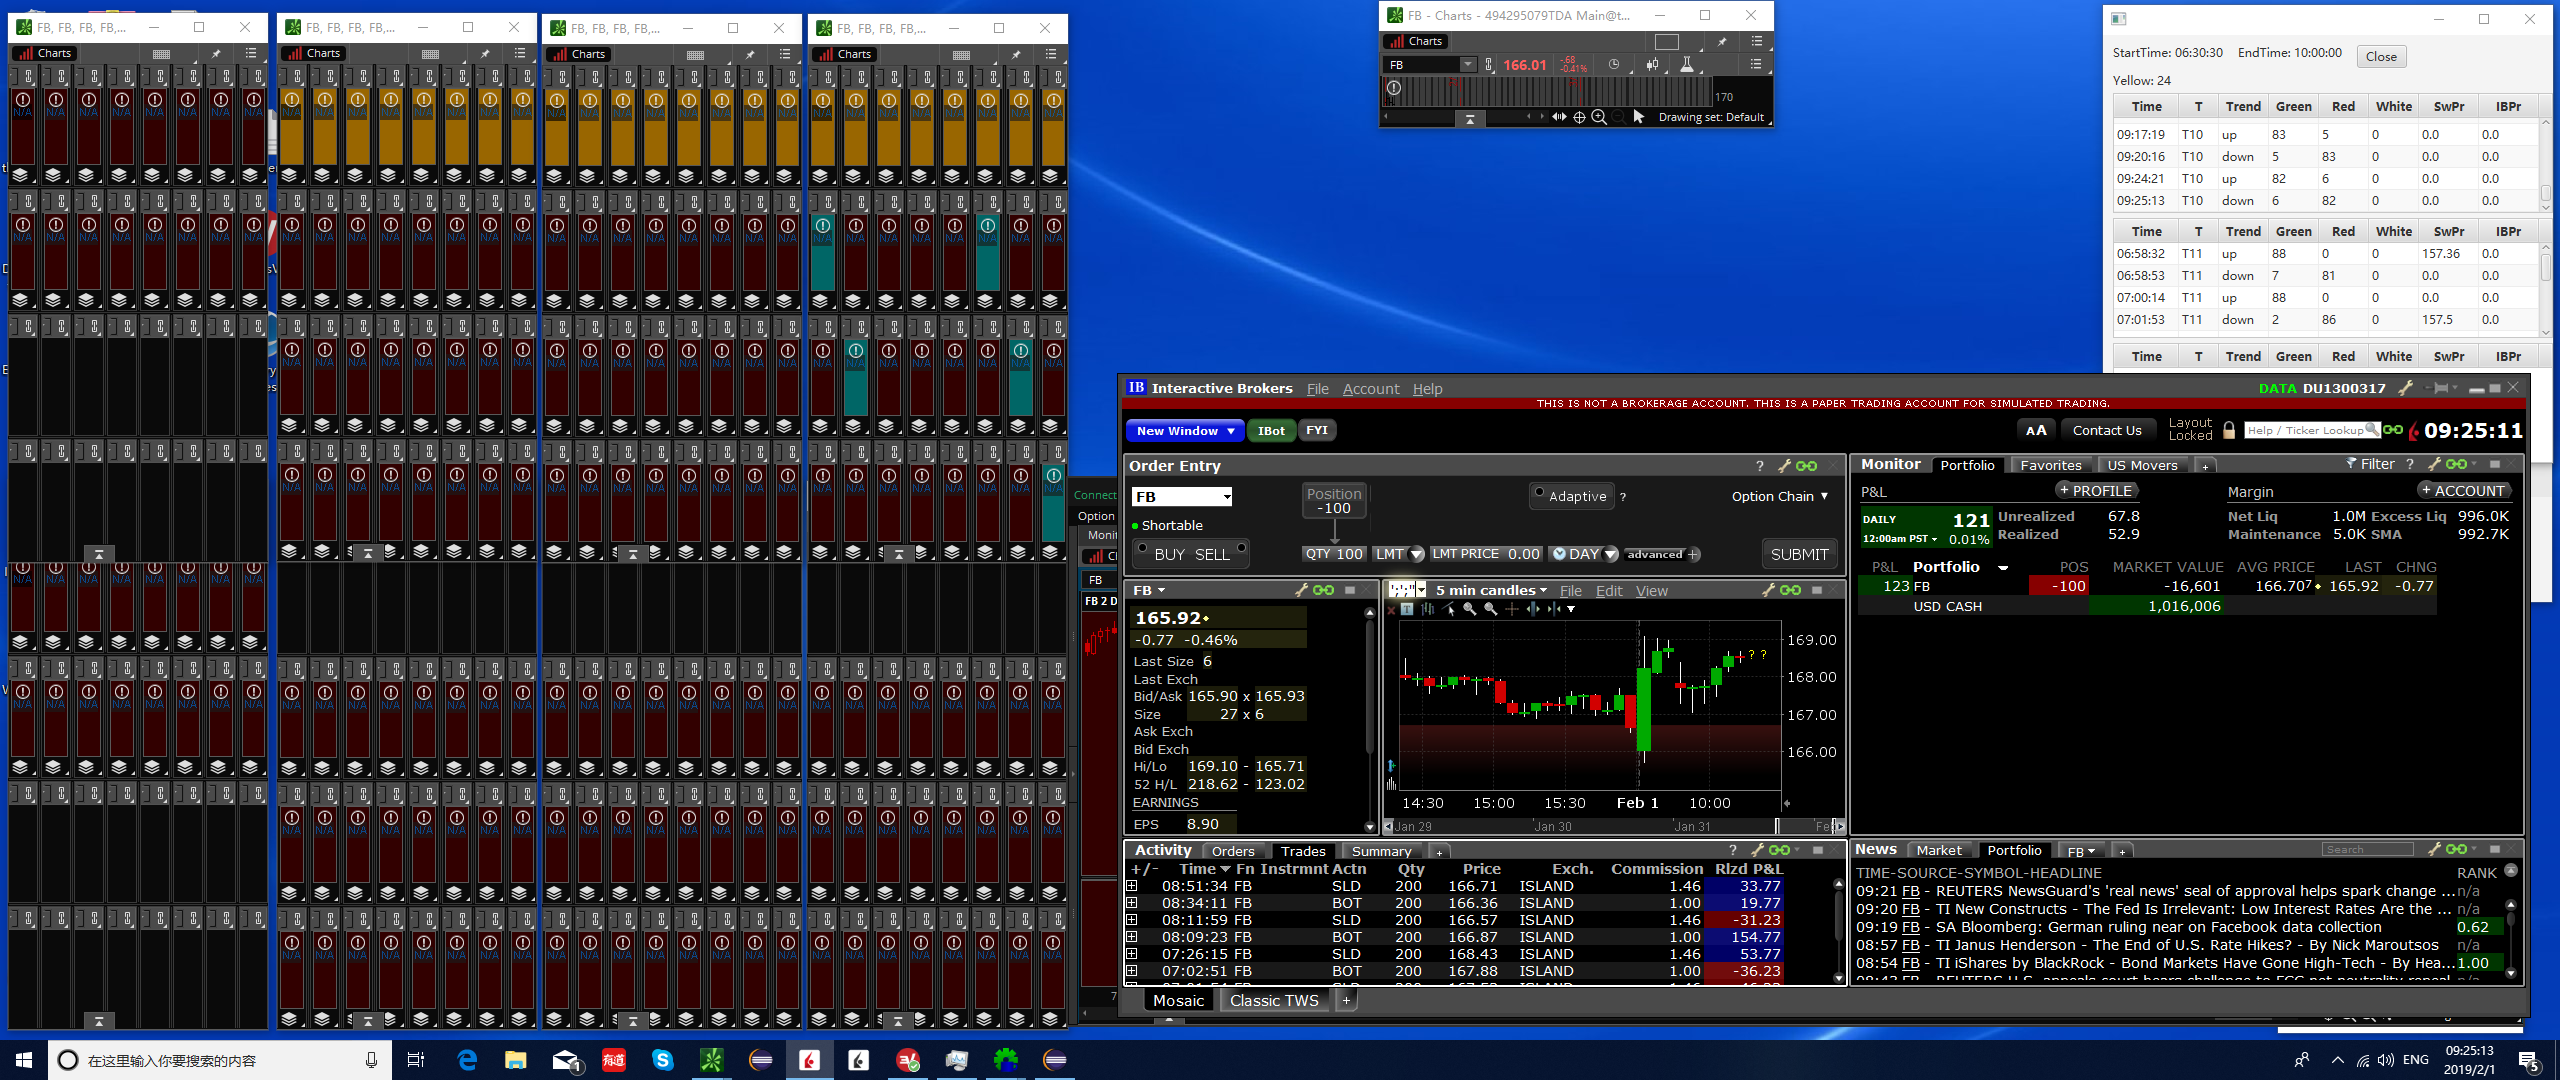 FB, FB, FB, FB,...
Charts
FB, FB, FB, FB,...
Charts
FB, FB, FB, FB,...
Charts
FB, FB, FB, FB,...
Charts
N/A
FB - Charts - 494295079TDA Main@t...
Charts
FB 166.01 -.68 -0.41%
170
Drawing set: Default
StartTime: 06:30:30 EndTime: 10:00:00 Close
Yellow: 24
Time T Trend Green Red White SwPr IBPr
09:17:19 T10 up 83 5 0 0.0 0.0
09:20:16 T10 down 5 83 0 0.0 0.0
09:24:21 T10 up 82 6 0 0.0 0.0
09:25:13 T10 down 6 82 0 0.0 0.0
Time T Trend Green Red White SwPr IBPr
06:58:32 T11 up 88 0 0 157.36 0.0
06:58:53 T11 down 7 81 0 0.0 0.0
07:00:14 T11 up 88 0 0 0.0 0.0
07:01:53 T11 down 2 86 0 157.5 0.0
Time T Trend Green Red White SwPr IBPr
IB Interactive Brokers File Account Help DATA DU1300317
THIS IS NOT A BROKERAGE ACCOUNT. THIS IS A PAPER TRADING ACCOUNT FOR SIMULATED TRADING.
New Window IBot FYI AA Contact Us Layout Locked Help / Ticker Lookup 09:25:11
Order Entry ?
FB Position -100 Adaptive ? Option Chain
Shortable
BUY SELL QTY 100 LMT LMT PRICE 0.00 DAY advanced + SUBMIT
Monitor Portfolio Favorites US Movers + Filter ?
P&L + PROFILE Margin + ACCOUNT
DAILY 121 Unrealized 67.8 Net Liq 1.0M Excess Liq 996.0K
12:00am PST 0.01% Realized 52.9 Maintenance 5.0K SMA 992.7K
P&L Portfolio POS MARKET VALUE AVG PRICE LAST CHNG
123 FB -100 -16,601 166.707 165.92 -0.77
USD CASH 1,016,006
Connect
Option
Monit
FB
FB 2 D
FB
165.92
-0.77 -0.46%
Last Size 6
Last Exch
Bid/Ask 165.90 x 165.93
Size 27 x 6
Ask Exch
Bid Exch
Hi/Lo 169.10 - 165.71
52 H/L 218.62 - 123.02
EARNINGS
EPS 8.90
5 min candles File Edit View
169.00
168.00
167.00
166.00
? ?
14:30 15:00 15:30 Feb 1 10:00
Jan 29 Jan 30 Jan 31
Activity Orders Trades Summary + ?
+/- Time Fn Instrmnt Actn Qty Price Exch. Commission Rlzd P&L
08:51:34 FB SLD 200 166.71 ISLAND 1.46 33.77
08:34:11 FB BOT 200 166.36 ISLAND 1.00 19.77
08:11:59 FB SLD 200 166.57 ISLAND 1.46 -31.23
08:09:23 FB BOT 200 166.87 ISLAND 1.00 154.77
07:26:15 FB SLD 200 168.43 ISLAND 1.46 53.77
07:02:51 FB BOT 200 167.88 ISLAND 1.00 -36.23
Mosaic Classic TWS +
News Market Portfolio FB + Search
TIME-SOURCE-SYMBOL-HEADLINE RANK
09:21 FB - REUTERS NewsGuard's 'real news' seal of approval helps spark change ... n/a
09:20 FB - TI New Constructs - The Fed Is Irrelevant: Low Interest Rates Are the ... n/a
09:19 FB - SA Bloomberg: German ruling near on Facebook data collection 0.62
08:57 FB - TI Janus Henderson - The End of U.S. Rate Hikes? - By Nick Maroutsos n/a
08:54 FB - TI iShares by BlackRock - Bond Markets Have Gone High-Tech - By Hea... 1.00
在这里输入你要搜索的内容
有道
ENG 09:25:13
2019/2/1